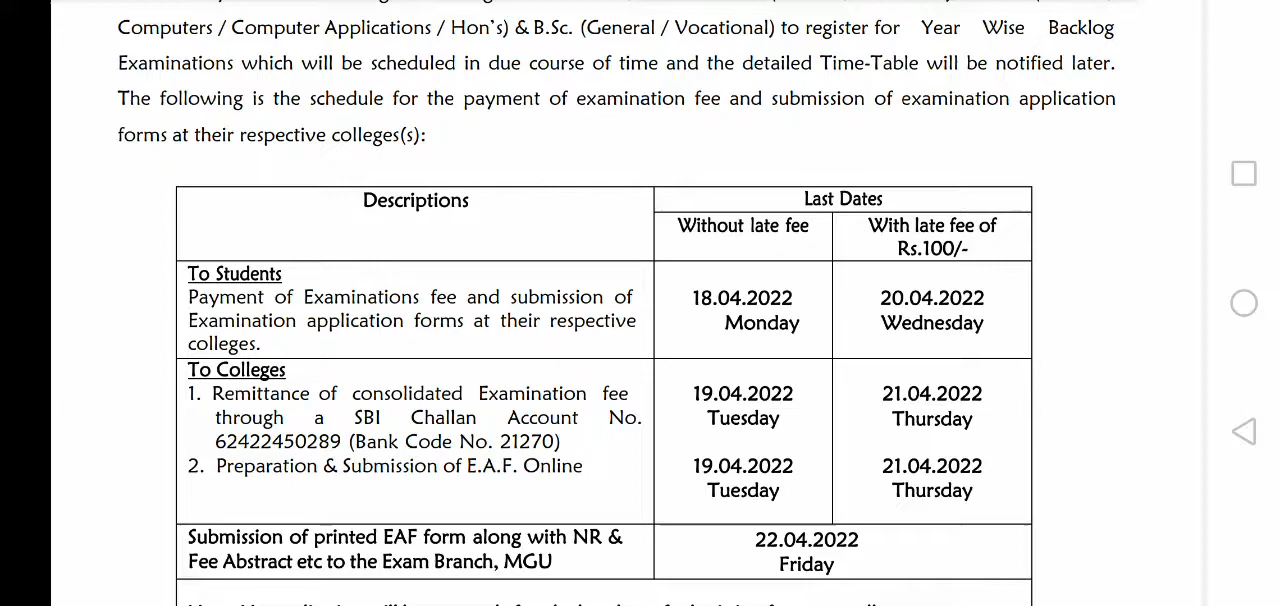 Computers / Computer Applications / Hon's) & B.Sc. (General / Vocational) to register for Year Wise Backlog
Examinations which will be scheduled in due course of time and the detailed Time-Table will be notified later.
The following is the schedule for the payment of examination fee and submission of examination application
forms at their respective colleges(s):
Descriptions
Last Dates
Without late fee
With late fee of
Rs.100/-
To Students
Payment of Examinations fee and submission of
Examination application forms at their respective
colleges.
18.04.2022
Monday
20.04.2022
Wednesday
To Colleges
1. Remittance of consolidated Examination fee
through a SBI Challan Account No.
62422450289 (Bank Code No. 21270)
19.04.2022
Tuesday
21.04.2022
Thursday
2. Preparation & Submission of E.A.F. Online
19.04.2022
Tuesday
21.04.2022
Thursday
Submission of printed EAF form along with NR &
Fee Abstract etc to the Exam Branch, MGU
22.04.2022
Friday